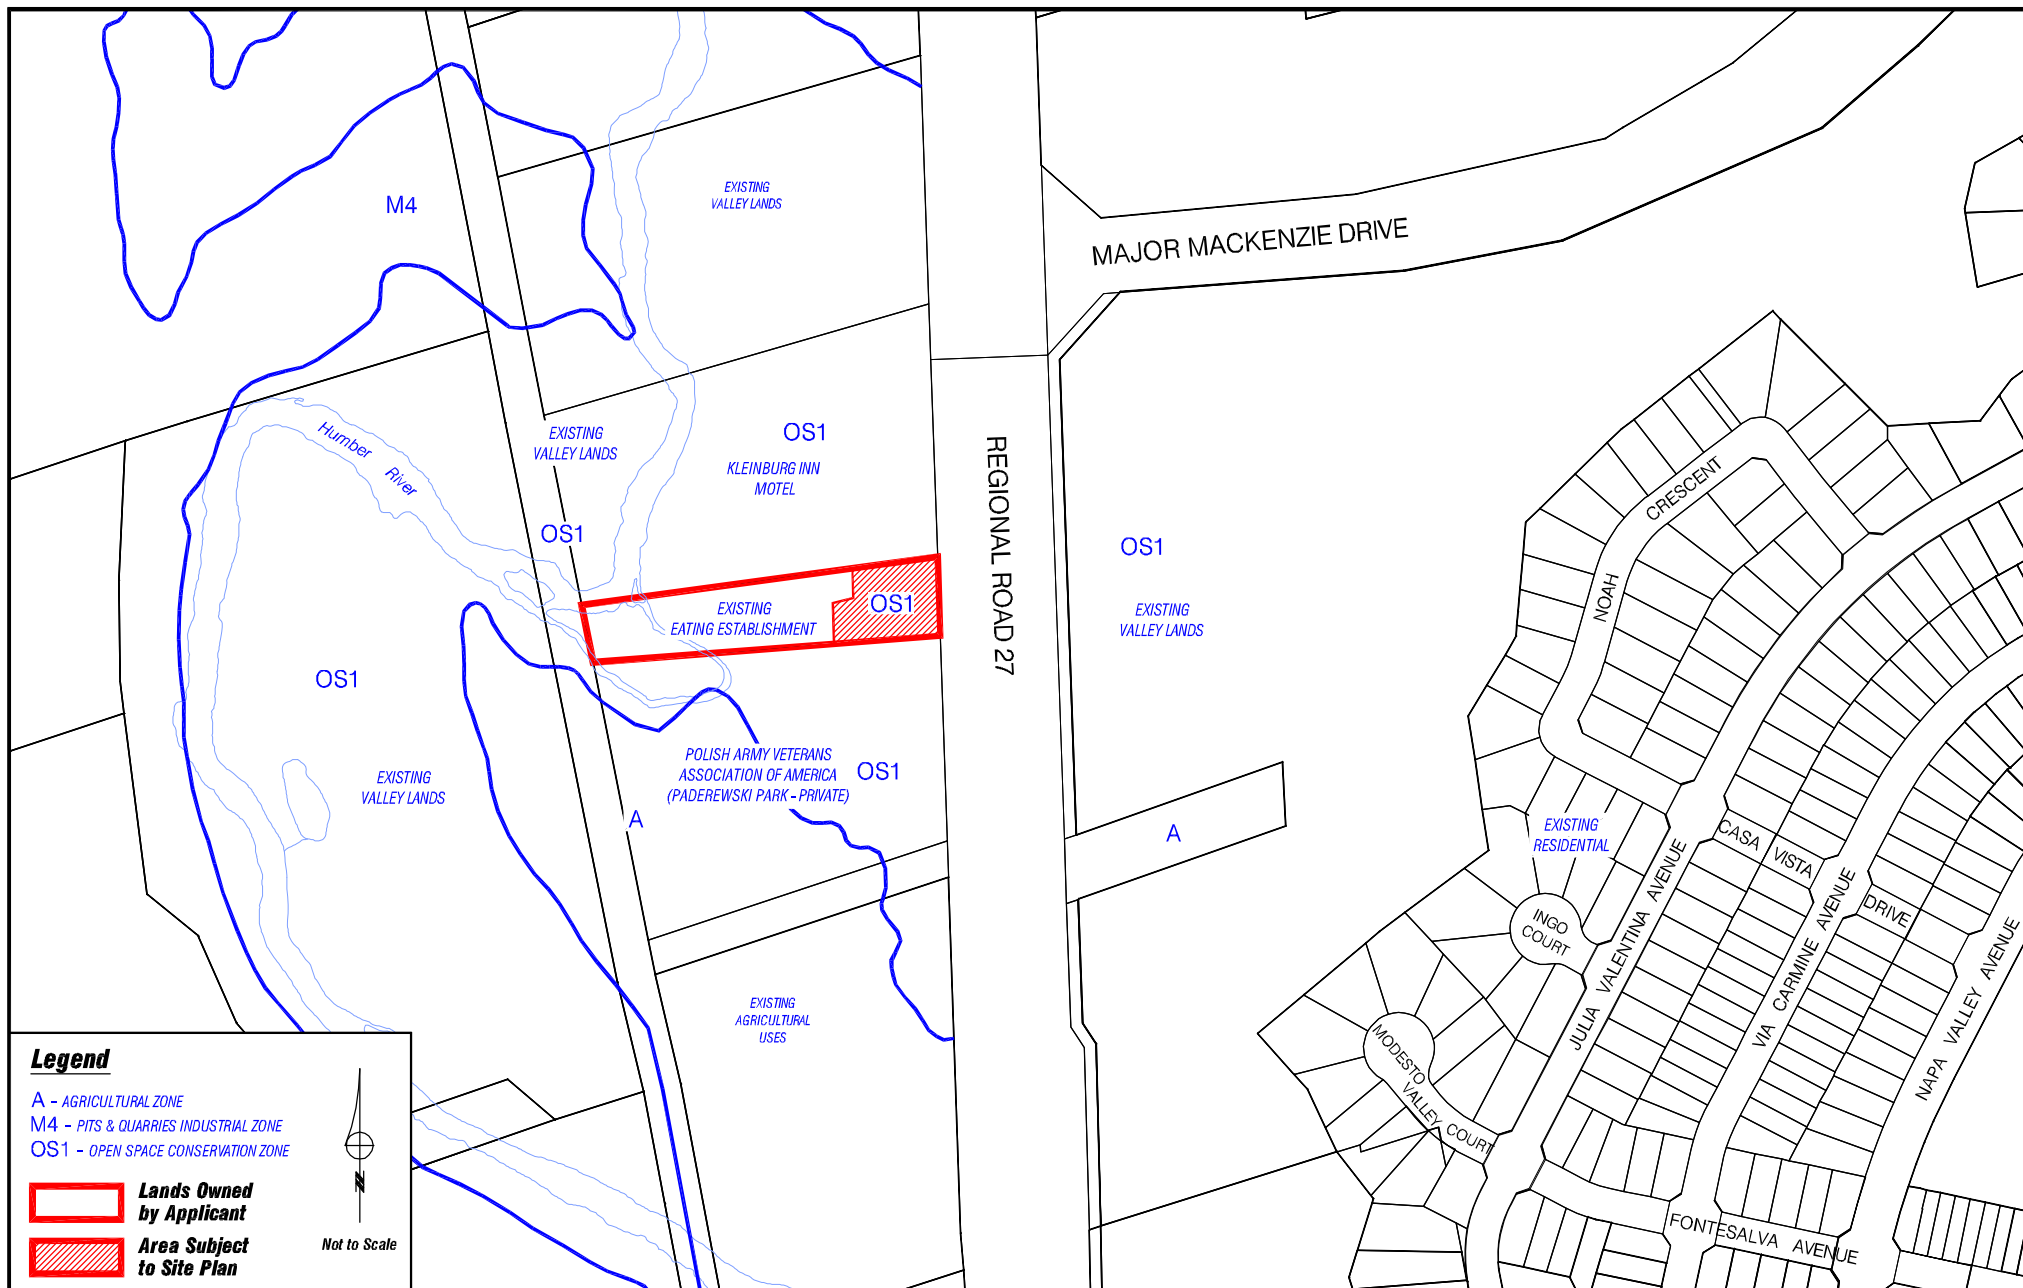 M4
EXISTING
VALLEY LANDS
MAJOR MACKENZIE DRIVE
Humber River
EXISTING
VALLEY LANDS
OS1
KLEINBURG INN
MOTEL
REGIONAL ROAD 27
OS1
OS1
EXISTING
VALLEY LANDS
EXISTING
EATING ESTABLISHMENT
OS1
OS1
EXISTING
VALLEY LANDS
POLISH ARMY VETERANS
ASSOCIATION OF AMERICA
(PADEREWSKI PARK - PRIVATE)
OS1
A
A
EXISTING
AGRICULTURAL
USES
NOAH CRESCENT
EXISTING
RESIDENTIAL
CASA VISTA DRIVE
INGO
COURT
JULIA VALENTINA AVENUE
VIA CARMINE AVENUE
NAPA VALLEY AVENUE
MODESTO VALLEY COURT
FONTESALVA AVENUE
Legend
A - AGRICULTURAL ZONE
M4 - PITS & QUARRIES INDUSTRIAL ZONE
OS1 - OPEN SPACE CONSERVATION ZONE
Lands Owned
by Applicant
Area Subject
to Site Plan
N
Not to Scale